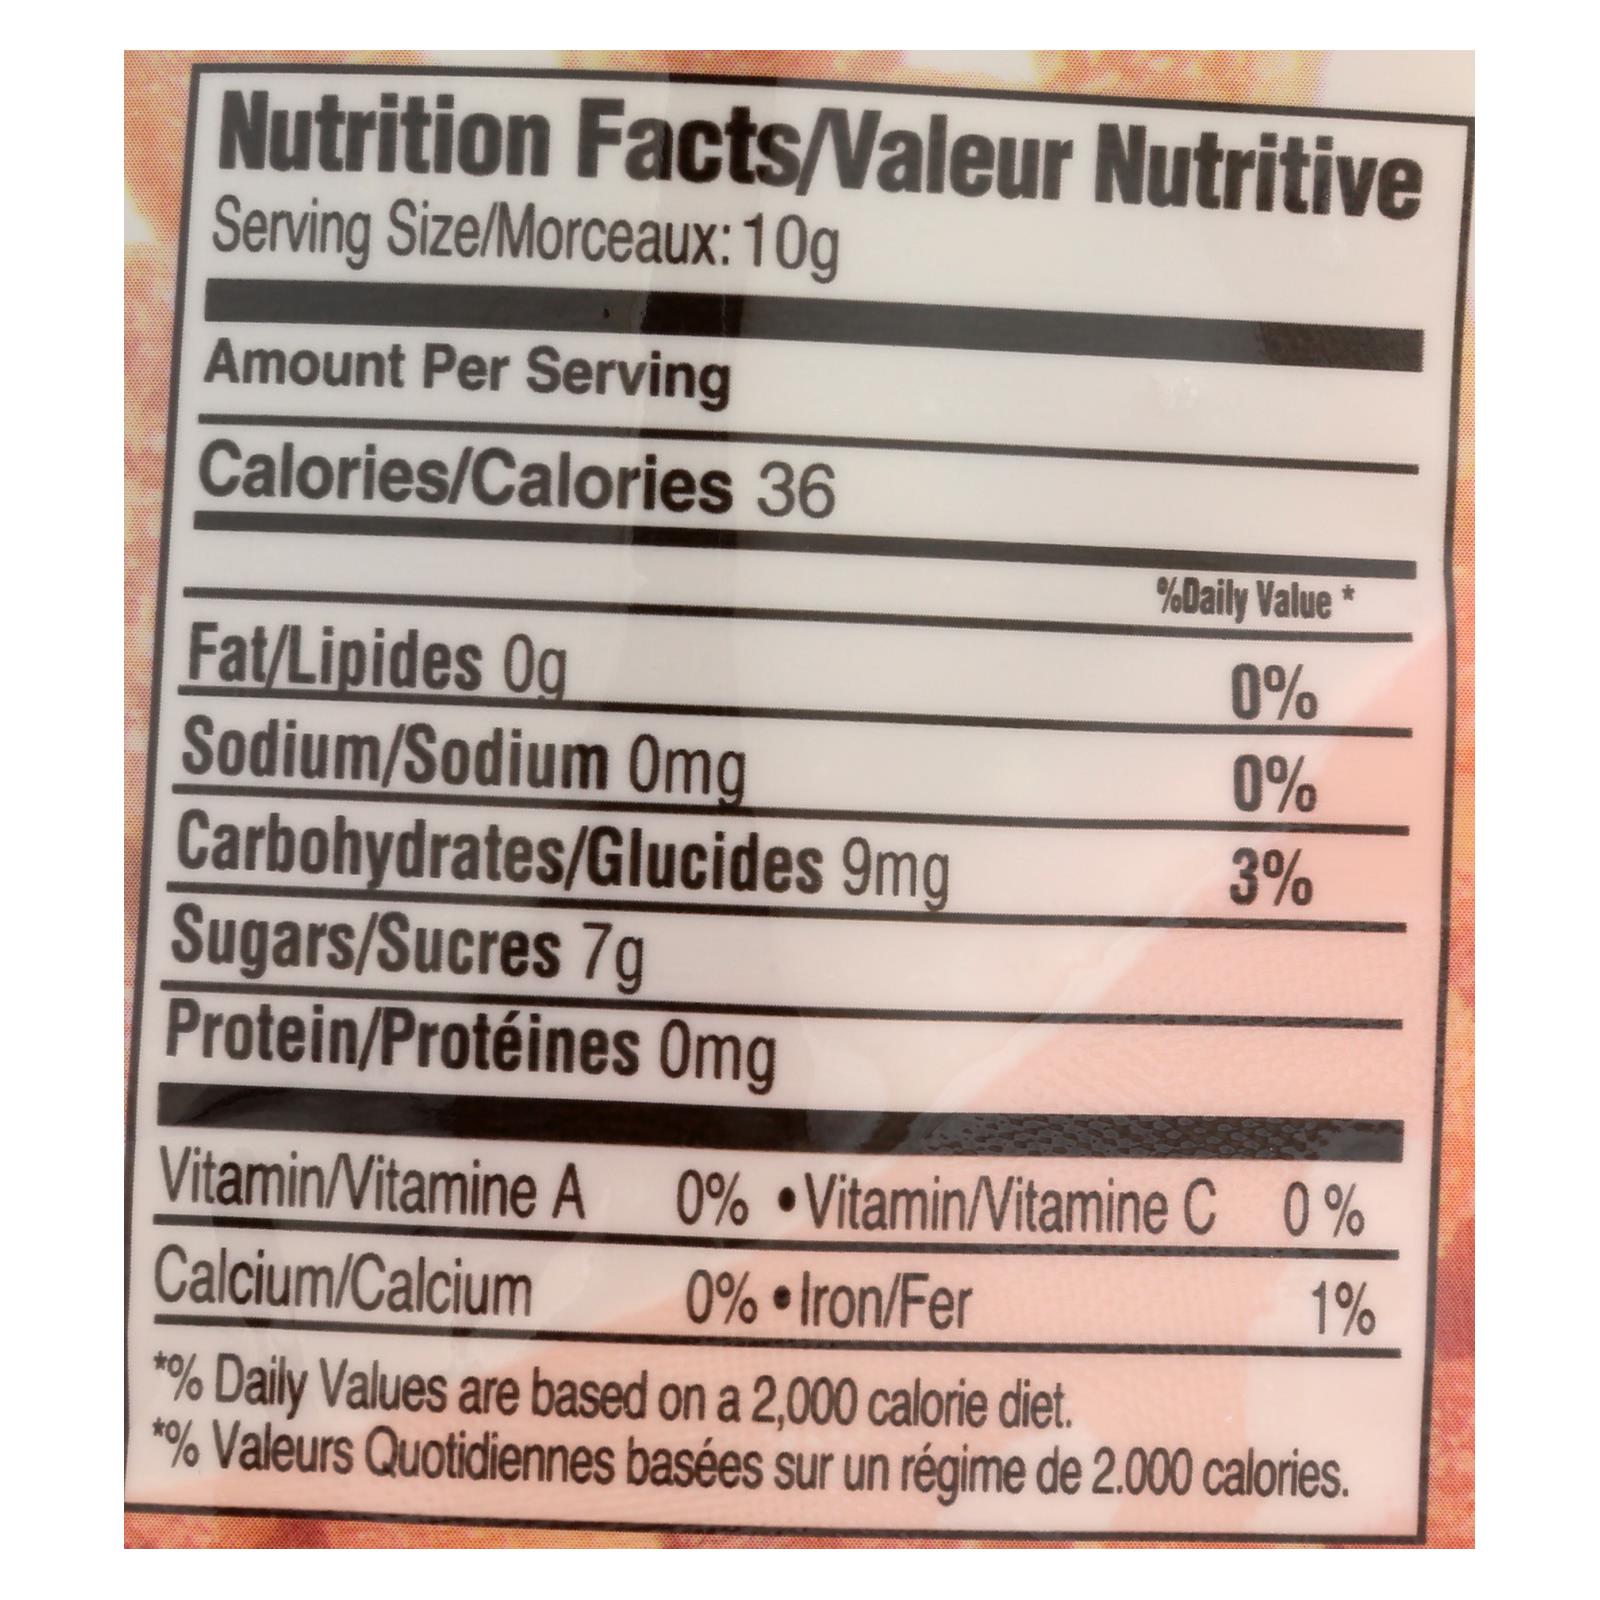 Nutrition Facts/Valeur Nutritive
Serving Size/Morceaux: 10g
Amount Per Serving
Calories/Calories 36
%Daily Value *
Fat/Lipides 0g 0%
Sodium/Sodium 0mg 0%
Carbohydrates/Glucides 9mg 3%
Sugars/Sucres 7g
Protein/Protéines 0mg
Vitamin/Vitamine A 0% • Vitamin/Vitamine C 0 %
Calcium/Calcium 0% • Iron/Fer 1%
*% Daily Values are based on a 2,000 calorie diet.
*% Valeurs Quotidiennes basées sur un régime de 2.000 calories.